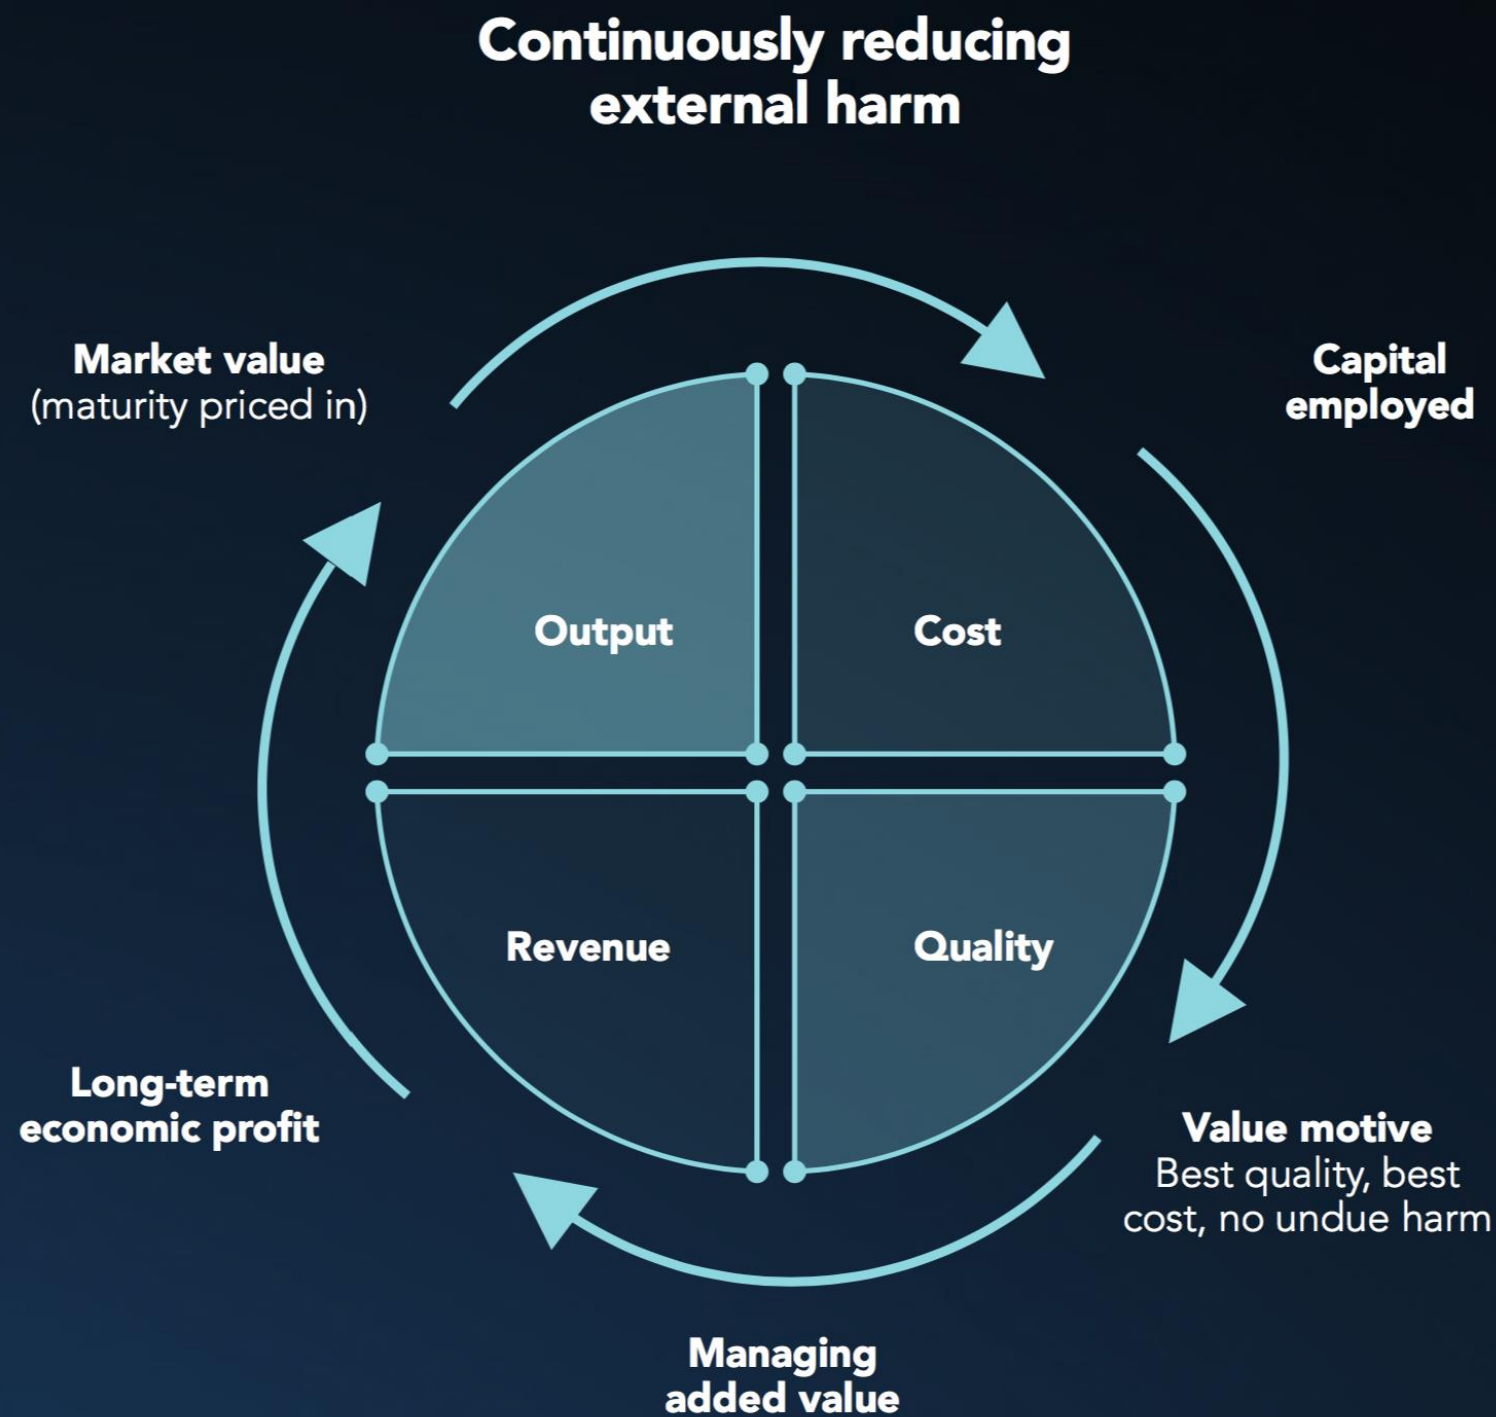 Continuously reducing
external harm
Market value
(maturity priced in)
Capital
employed
Output
Cost
Revenue
Quality
Long-term
economic profit
Value motive
Best quality, best
cost, no undue harm
Managing
added value